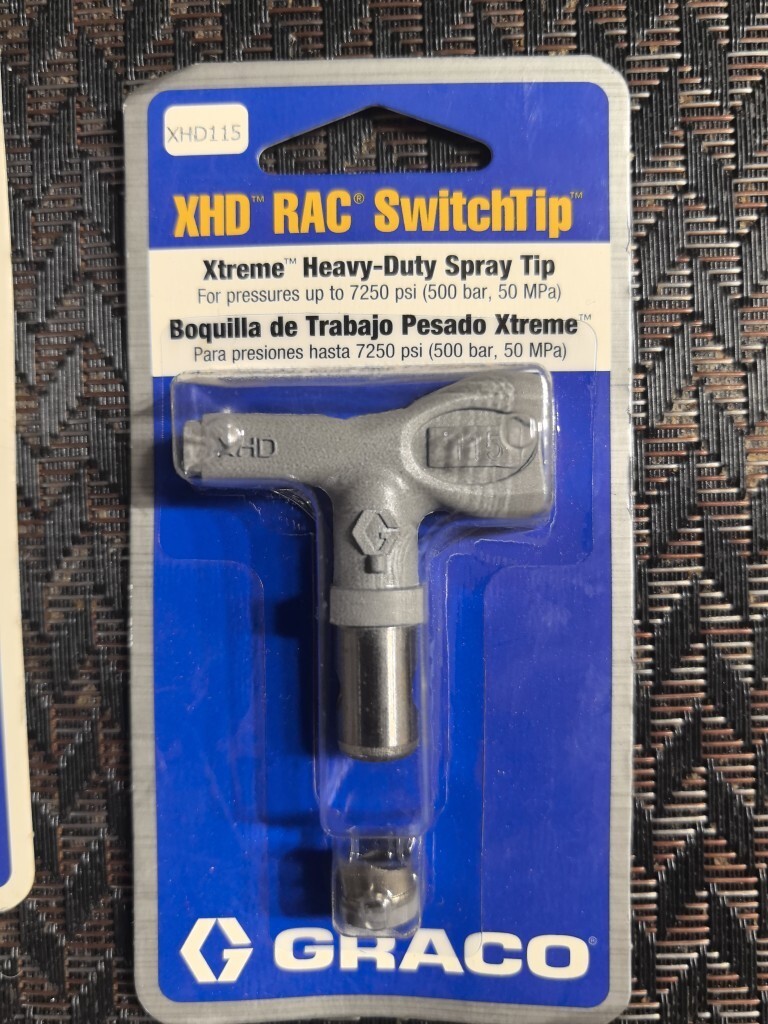 XHD115
XHD™ RAC® SwitchTip™
Xtreme™ Heavy-Duty Spray Tip
For pressures up to 7250 psi (500 bar, 50 MPa)
Boquilla de Trabajo Pesado Xtreme™
Para presiones hasta 7250 psi (500 bar, 50 MPa)
XHD
GRACO®